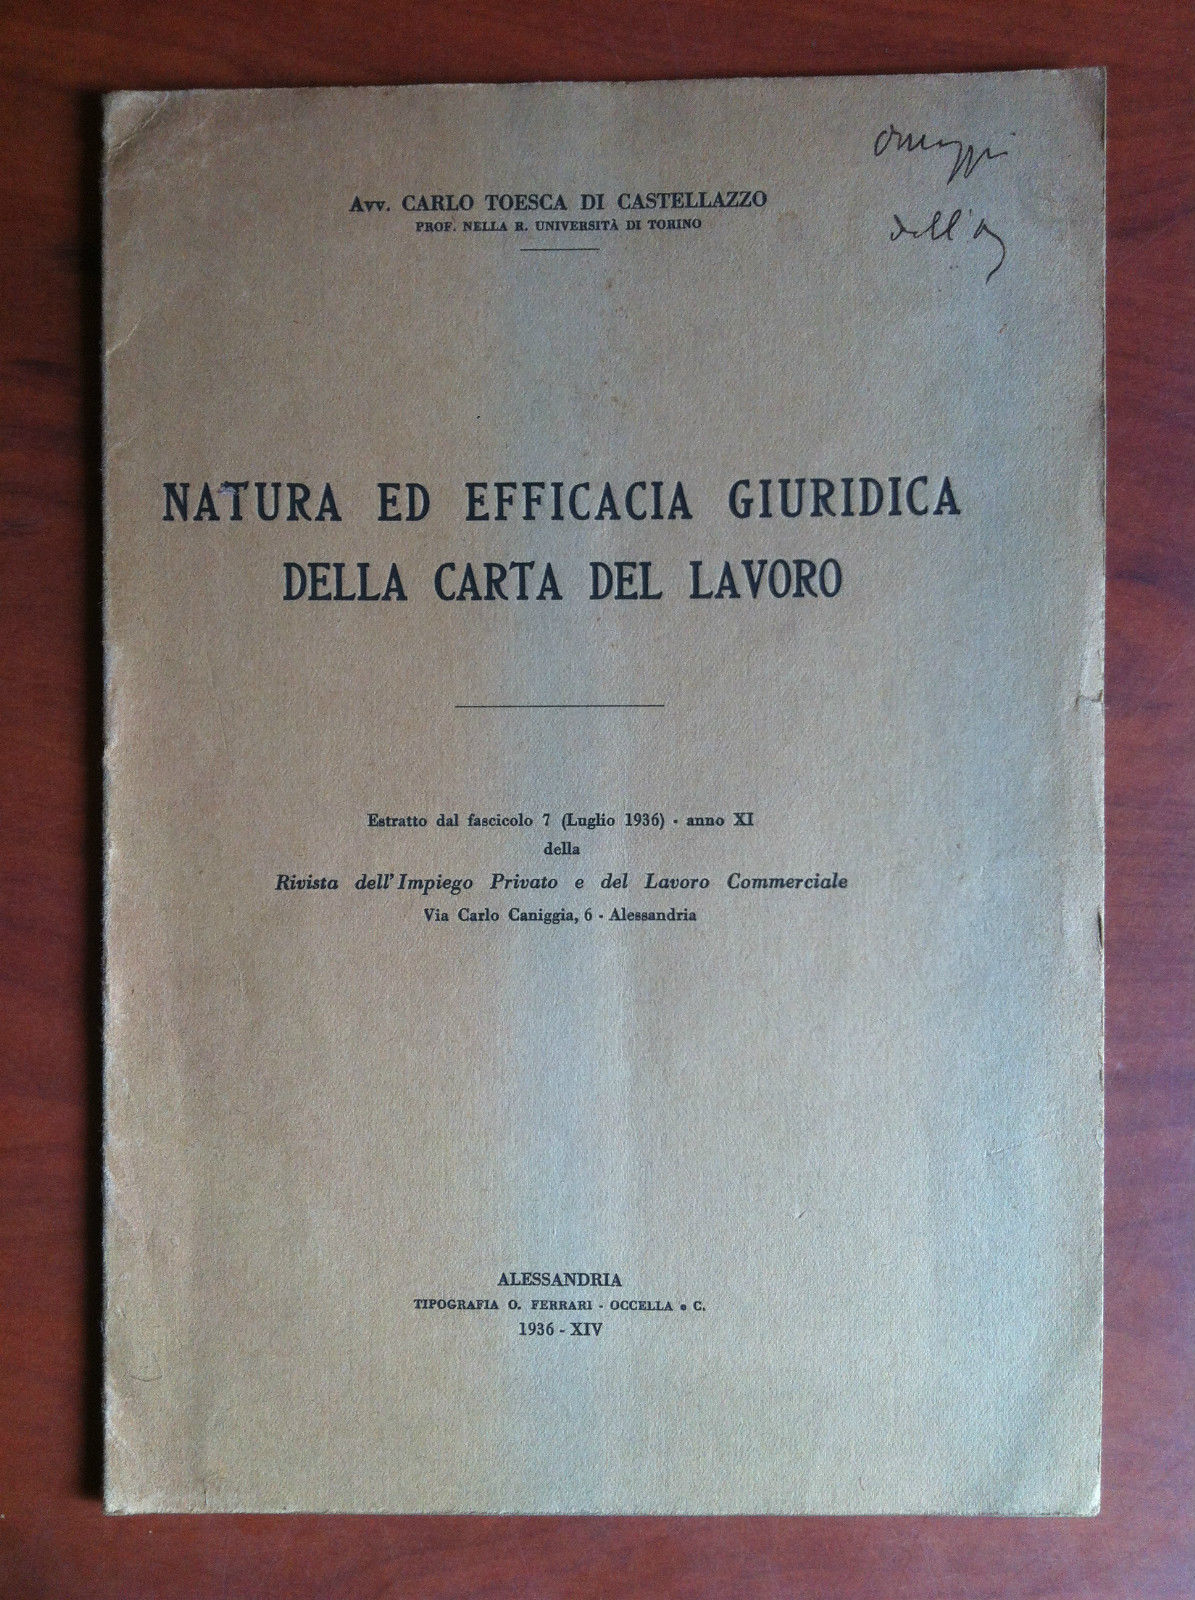 Omaggio
dell'A
Avv. CARLO TOESCA DI CASTELLAZZO
PROF. NELLA R. UNIVERSITÀ DI TORINO
NATURA ED EFFICACIA GIURIDICA
DELLA CARTA DEL LAVORO
Estratto dal fascicolo 7 (Luglio 1936) - anno XI
della
Rivista dell'Impiego Privato e del Lavoro Commerciale
Via Carlo Caniggia, 6 - Alessandria
ALESSANDRIA
TIPOGRAFIA O. FERRARI - OCCELLA e C.
1936 - XIV